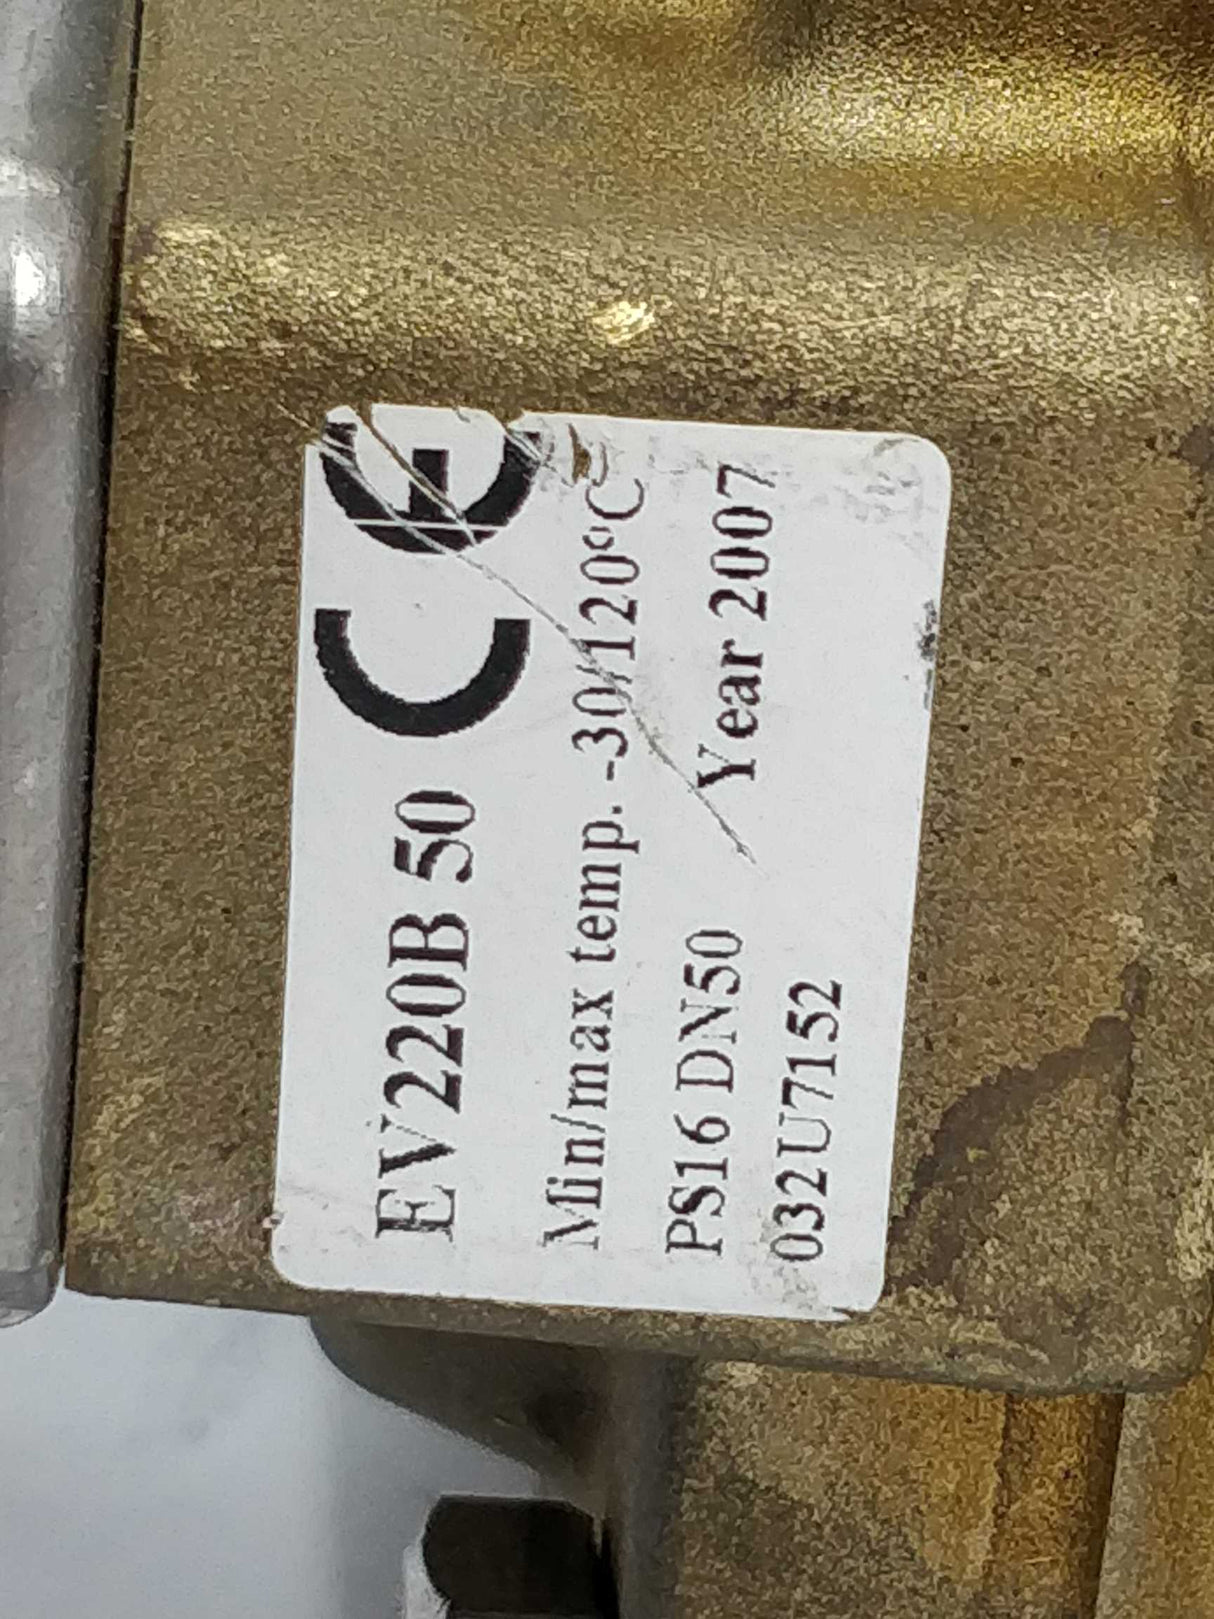 EV220B 50 CE
Min/max temp. -30/120°C
PS16 DN50 Year 2007
032U7152